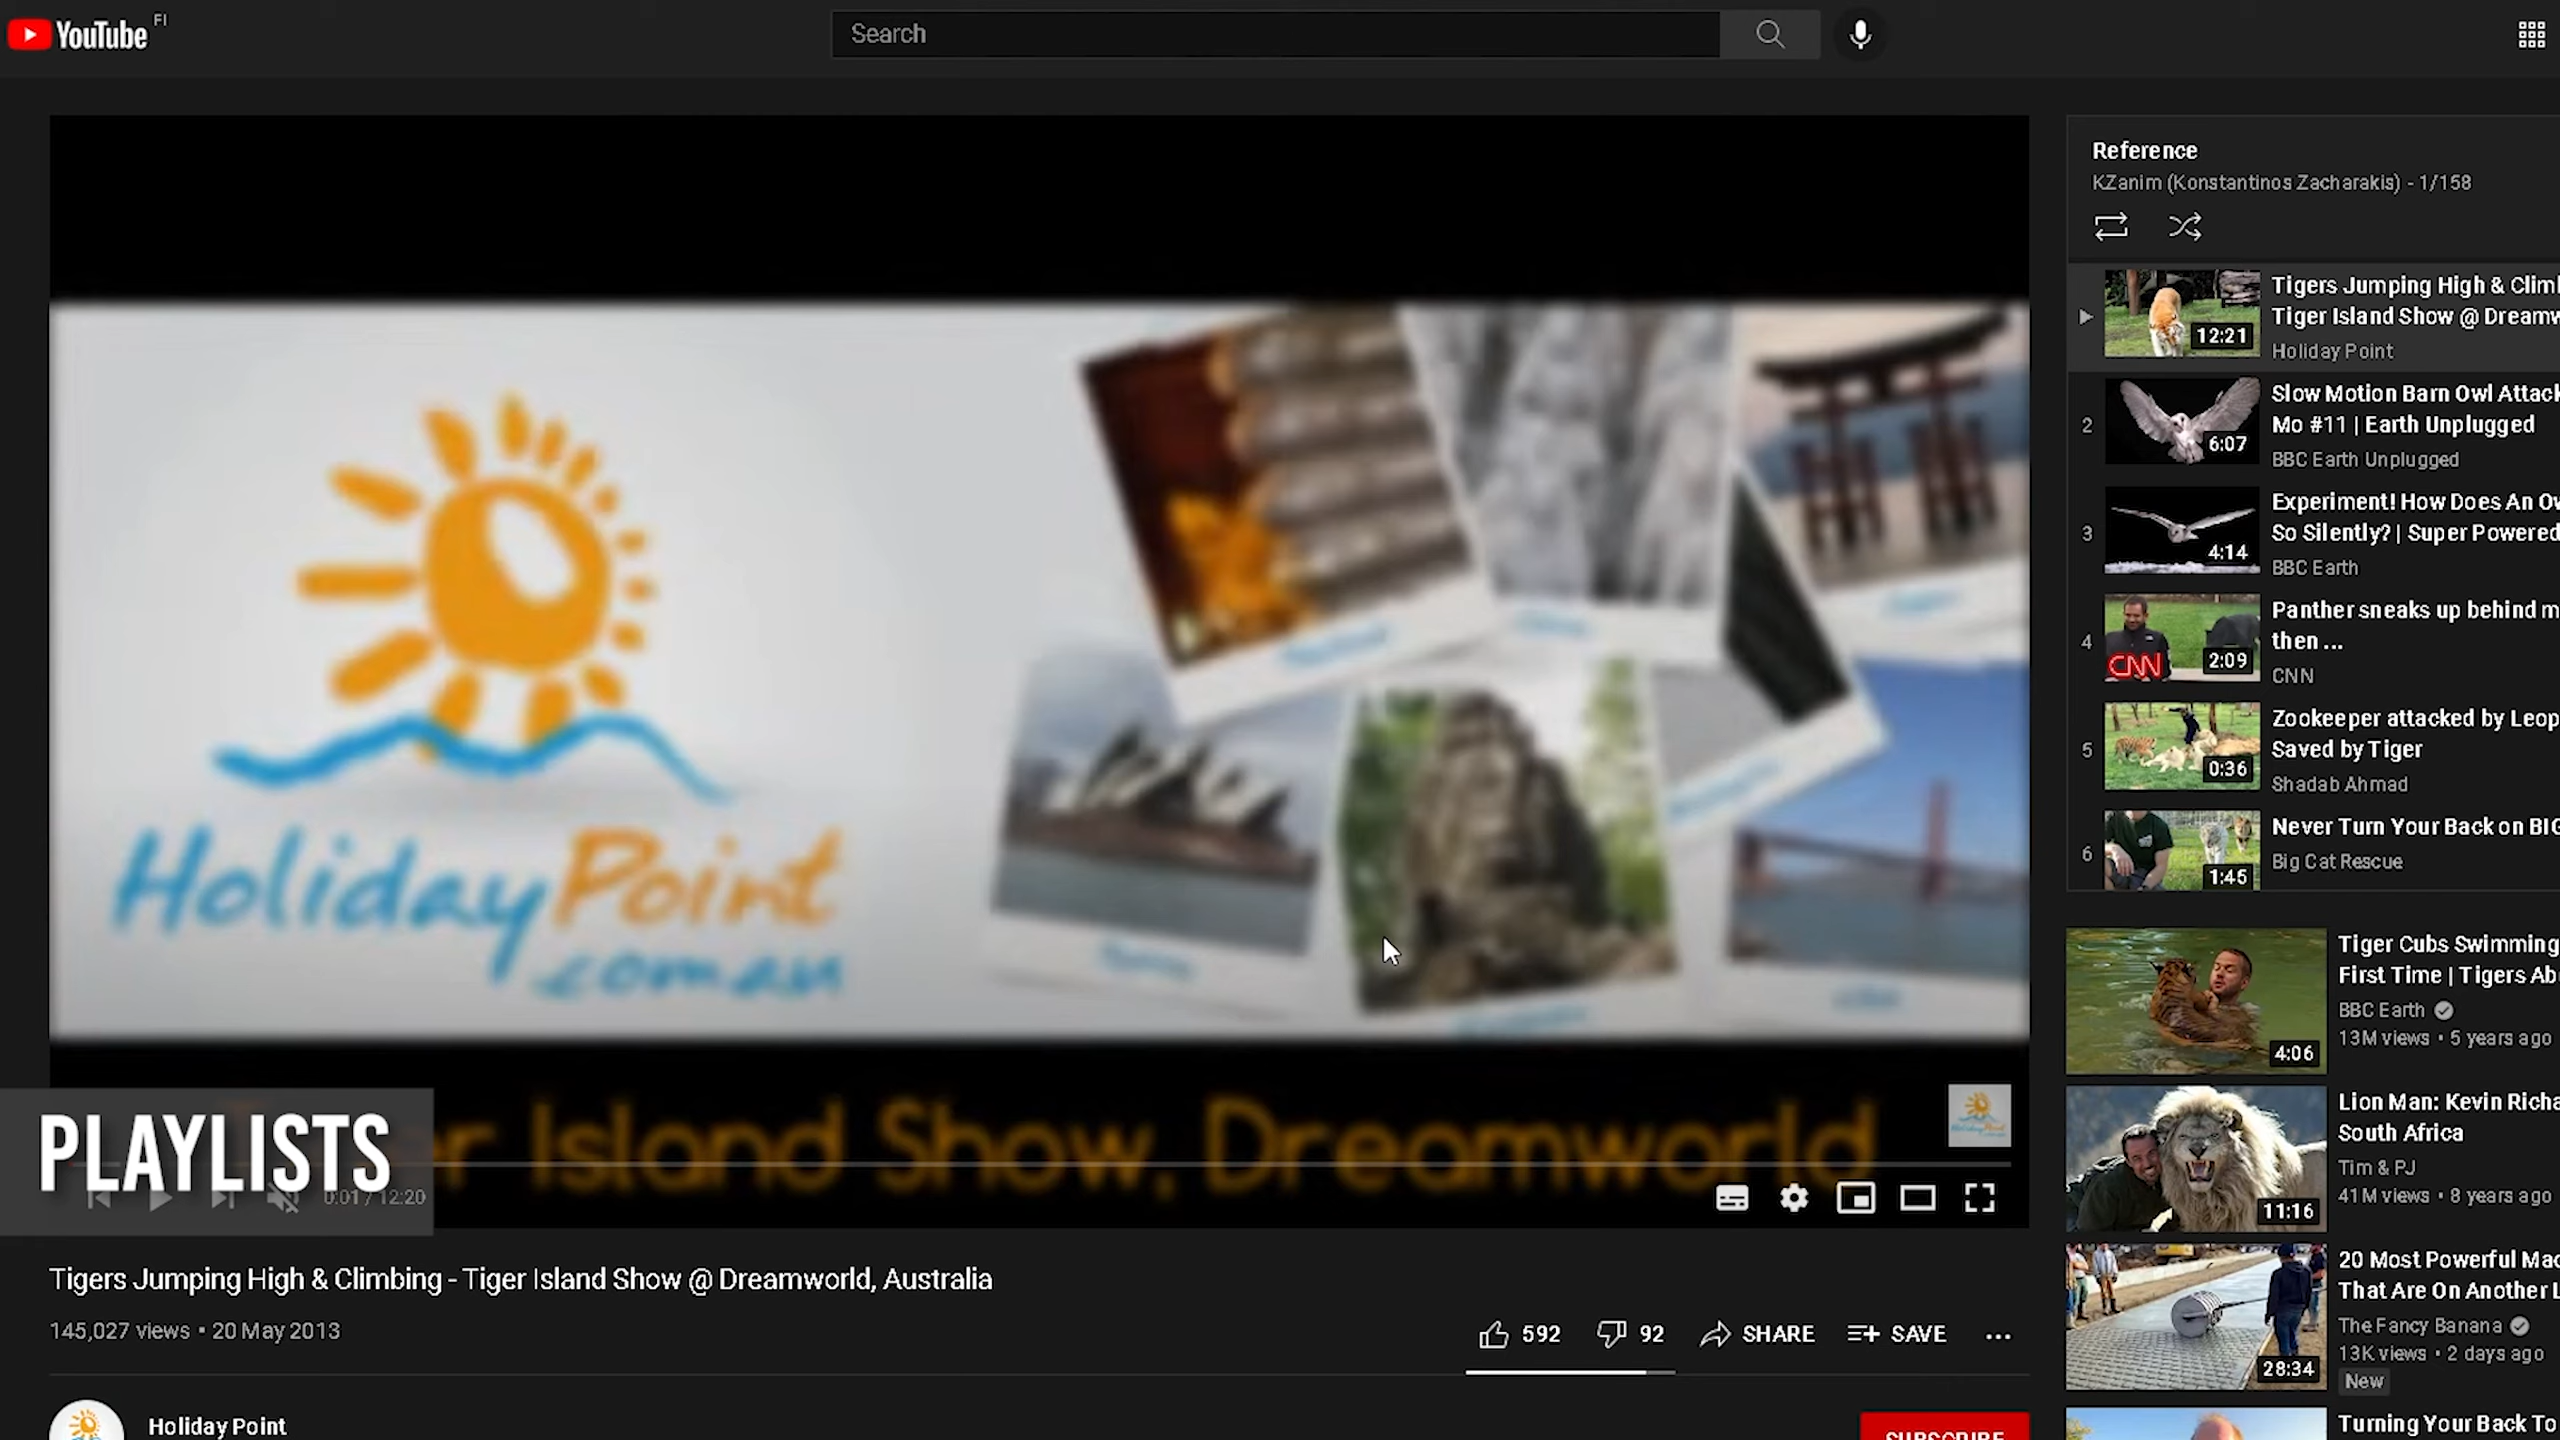 YouTube FI
Search
Reference
KZanim (Konstantinos Zacharakis) - 1/158
Tigers Jumping High & Climb
Tiger Island Show @ Dreamw
Holiday Point
12:21
2
Slow Motion Barn Owl Attack
Mo #11 | Earth Unplugged
BBC Earth Unplugged
6:07
3
Experiment! How Does An Ow
So Silently? | Super Powered
BBC Earth
4:14
4
Panther sneaks up behind m
then ...
CNN
CNN
2:09
5
Zookeeper attacked by Leop
Saved by Tiger
Shadab Ahmad
0:36
6
Never Turn Your Back on BIG
Big Cat Rescue
1:45
HolidayPoint
.com.au
er Island Show, Dreamworld
PLAYLISTS
0:01 / 12:20
Tigers Jumping High & Climbing - Tiger Island Show @ Dreamworld, Australia
145,027 views • 20 May 2013
592
92
SHARE
SAVE
Holiday Point
SUBSCRIBE
Tiger Cubs Swimming
First Time | Tigers Ab
BBC Earth
13M views • 5 years ago
4:06
Lion Man: Kevin Richa
South Africa
Tim & PJ
41M views • 8 years ago
11:16
20 Most Powerful Mac
That Are On Another L
The Fancy Banana
13K views • 2 days ago
New
28:34
Turning Your Back To